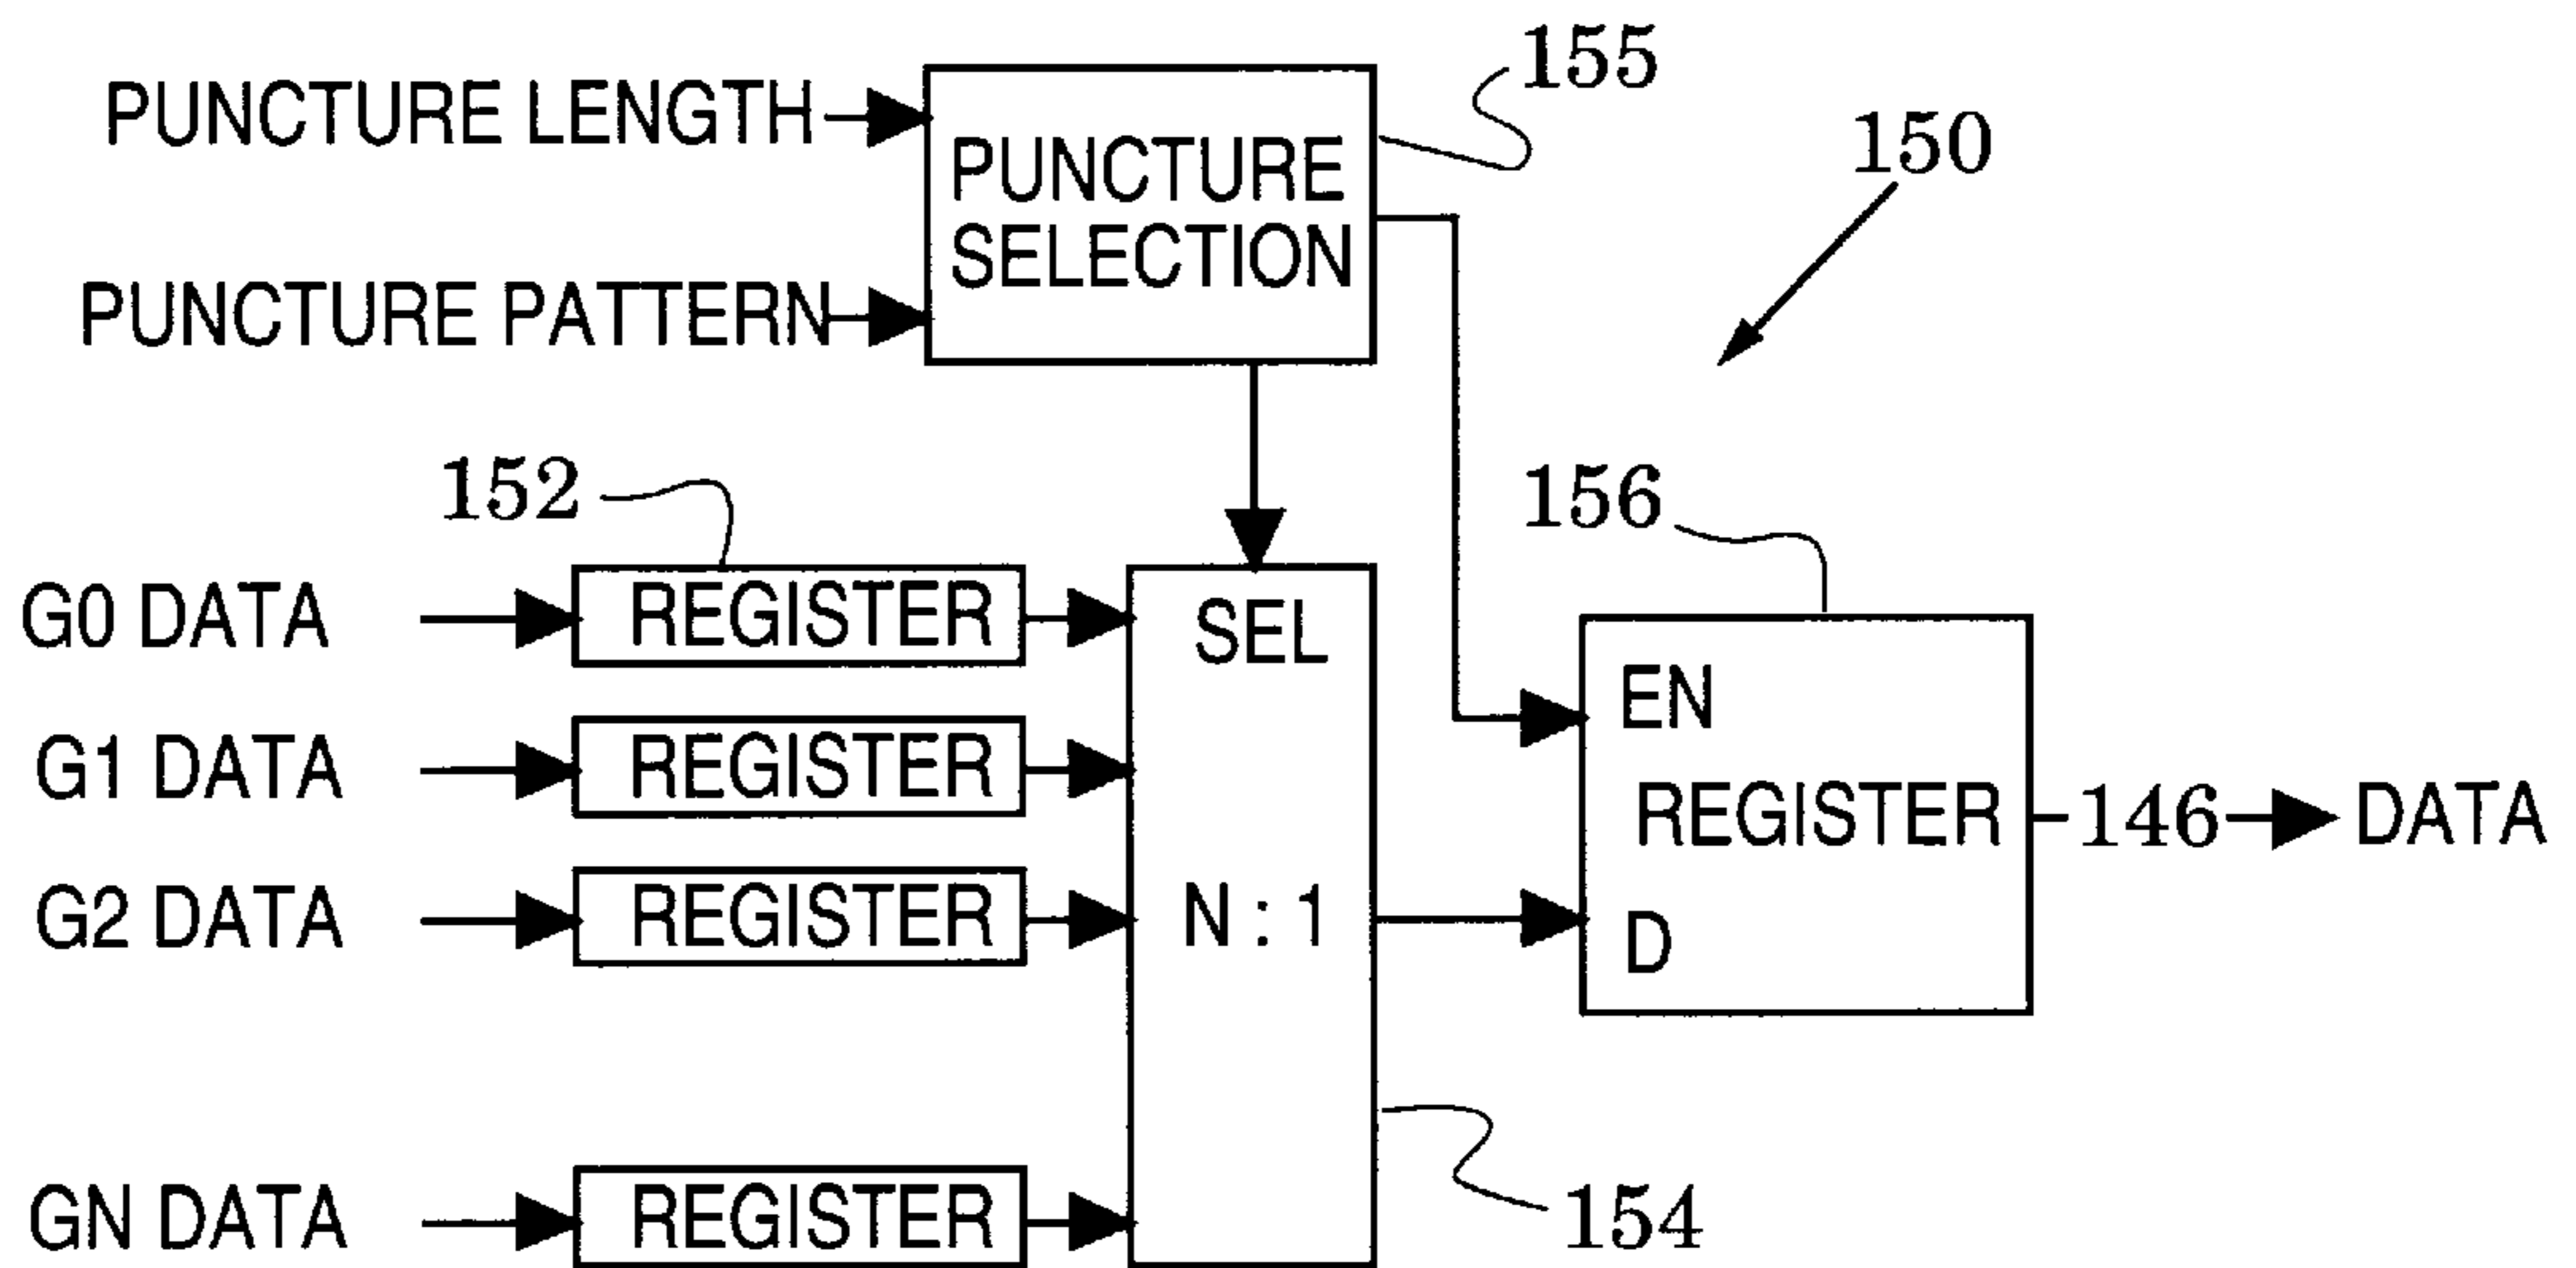 PUNCTURE LENGTH
PUNCTURE PATTERN
PUNCTURE
SELECTION
155
150
152
156
G0 DATA
REGISTER
G1 DATA
REGISTER
G2 DATA
REGISTER
GN DATA
REGISTER
SEL
N : 1
154
EN
REGISTER
D
146
DATA